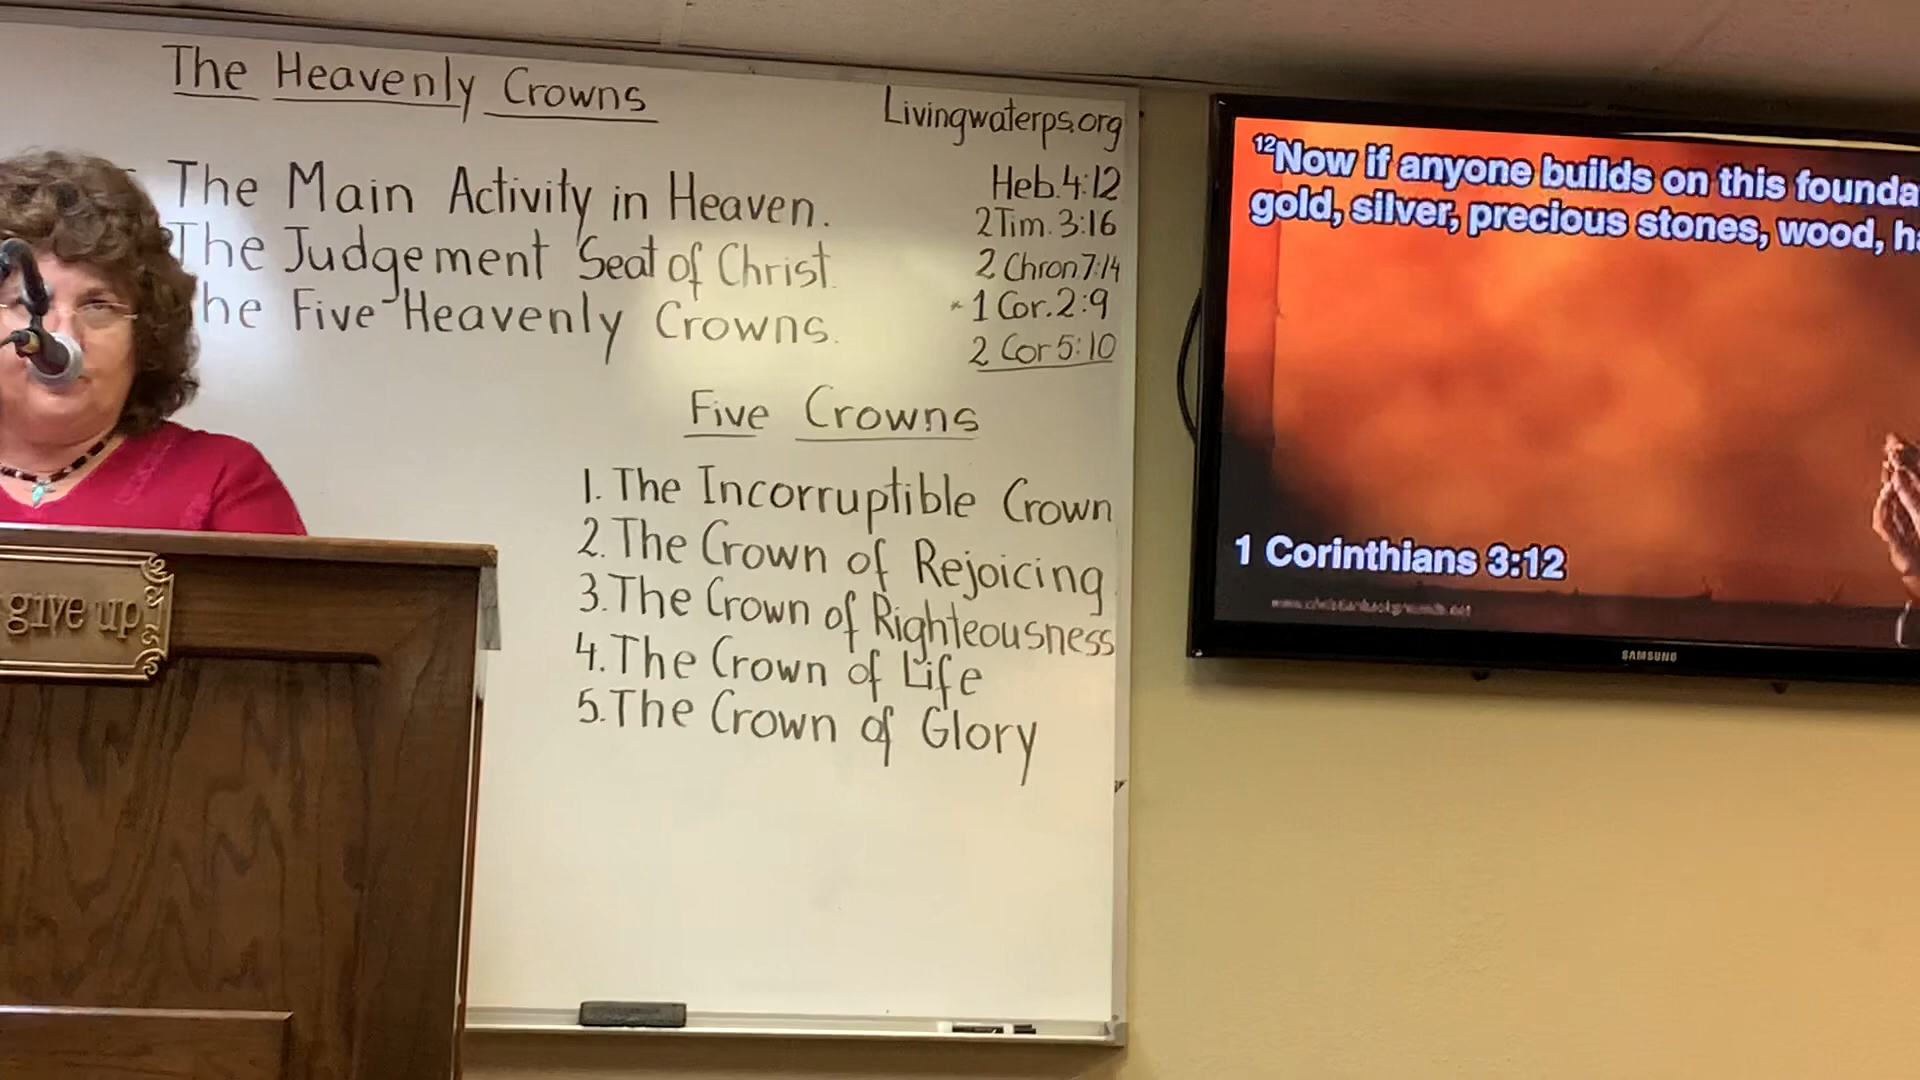 The Heavenly Crowns
Livingwaterps.org
The Main Activity in Heaven.
The Judgement Seat of Christ.
he Five Heavenly Crowns.
Heb. 4:12
2 Tim. 3:16
2 Chron 7:14
* 1 Cor. 2:9
2 Cor 5:10
Five Crowns
1. The Incorruptible Crown
2. The Crown of Rejoicing
3. The Crown of Righteousness
4. The Crown of Life
5. The Crown of Glory
give up
12Now if anyone builds on this founda
gold, silver, precious stones, wood, h
1 Corinthians 3:12
SAMSUNG